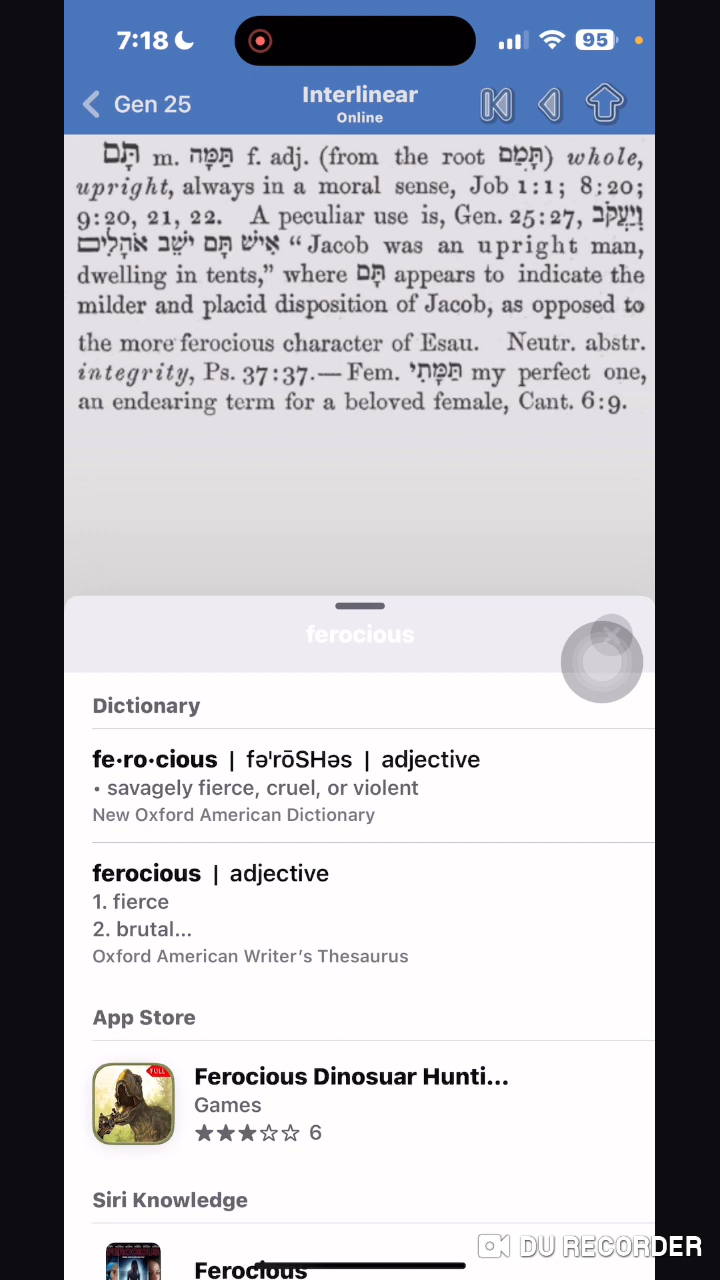 7:18
95
Gen 25
Interlinear
Online
תָּם m. תַּמָּה f. adj. (from the root תָּמַם) whole,
upright, always in a moral sense, Job 1:1; 8:20;
9:20, 21, 22. A peculiar use is, Gen. 25:27, וְיַעֲקֹב
אִישׁ תָּם ישֵׁב אֹהָלִים “Jacob was an upright man,
dwelling in tents,” where תָּם appears to indicate the
milder and placid disposition of Jacob, as opposed to
the more ferocious character of Esau. Neutr. abstr.
integrity, Ps. 37:37.—Fem. תַּמָּתִי my perfect one,
an endearing term for a beloved female, Cant. 6:9.
ferocious
Dictionary
fe·ro·cious | fəˈrōSHəs | adjective
• savagely fierce, cruel, or violent
New Oxford American Dictionary
ferocious | adjective
1. fierce
2. brutal...
Oxford American Writer’s Thesaurus
App Store
FULL
Ferocious Dinosuar Hunti...
Games
6
Siri Knowledge
FEROCIOUS
Ferocious
DU RECORDER